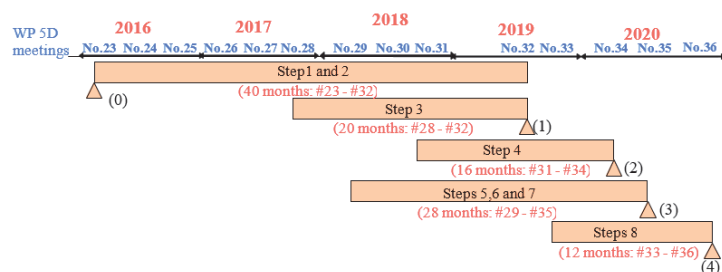 2016 2017 2018 2019 2020
WP 5D
meetings
No.23 No.24 No.25 No.26 No.27 No.28 No.29 No.30 No.31 No.32 No.33 No.34 No.35 No.36
Step1 and 2
(0)
(40 months: #23 - #32)
Step 3
(20 months: #28 - #32)
(1)
Step 4
(16 months: #31 - #34)
(2)
Steps 5,6 and 7
(28 months: #29 - #35)
(3)
Steps 8
(12 months: #33 - #36)
(4)